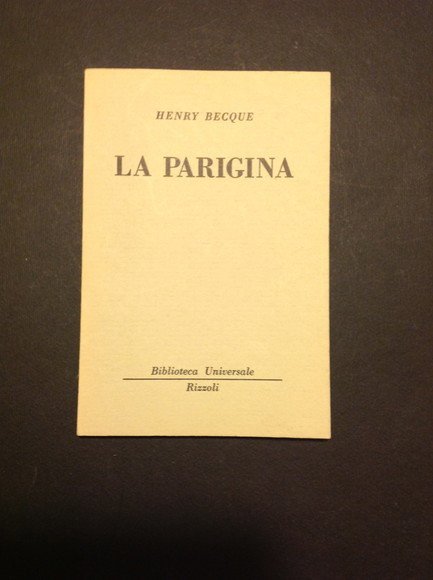 HENRY BECQUE
LA PARIGINA
Biblioteca Universale
Rizzoli